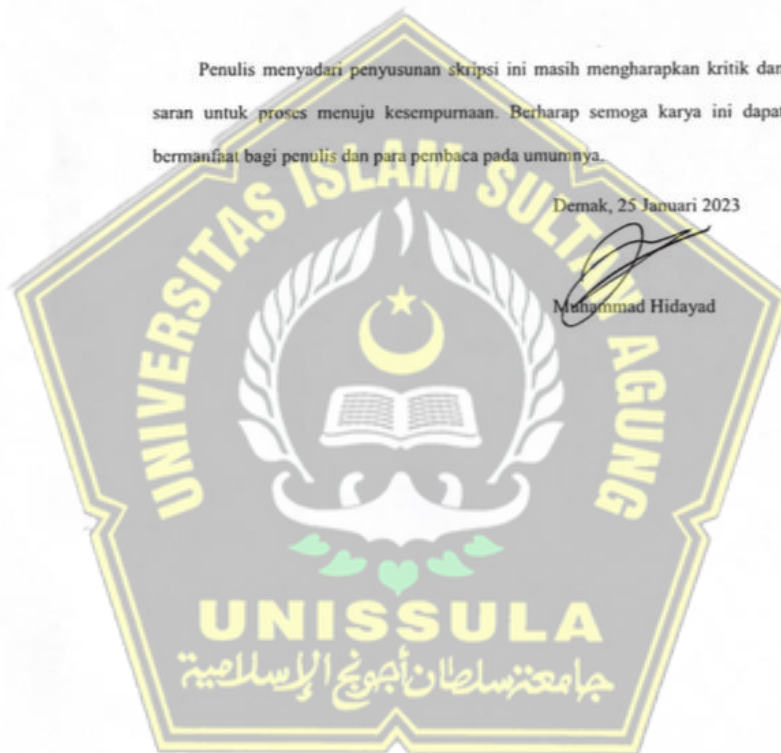 Penulis menyadari penyusunan skripsi ini masih mengharapkan kritik dan
saran untuk proses menuju kesempurnaan. Berharap semoga karya ini dapat
bermanfaat bagi penulis dan para pembaca pada umumnya.
Demak, 25 Januari 2023
Muhammad Hidayad
UNIVERSITAS ISLAM SULTAN AGUNG
UNISSULA
جامعة سلطان أجونج الإسلامية